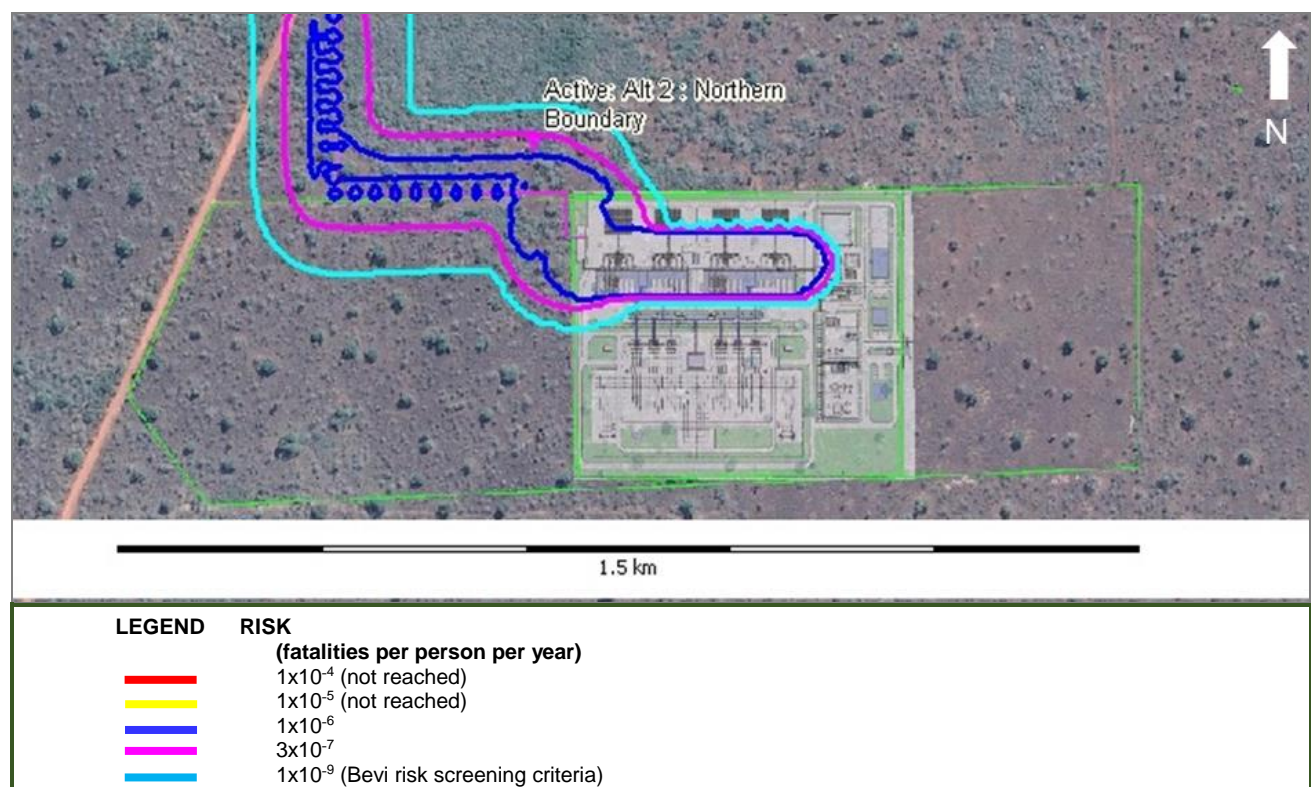 Active: Alt 2 : Northern
Boundary
N
1.5 km
LEGEND RISK
(fatalities per person per year)
1x10⁻⁴ (not reached)
1x10⁻⁵ (not reached)
1x10⁻⁶
3x10⁻⁷
1x10⁻⁹ (Bevi risk screening criteria)